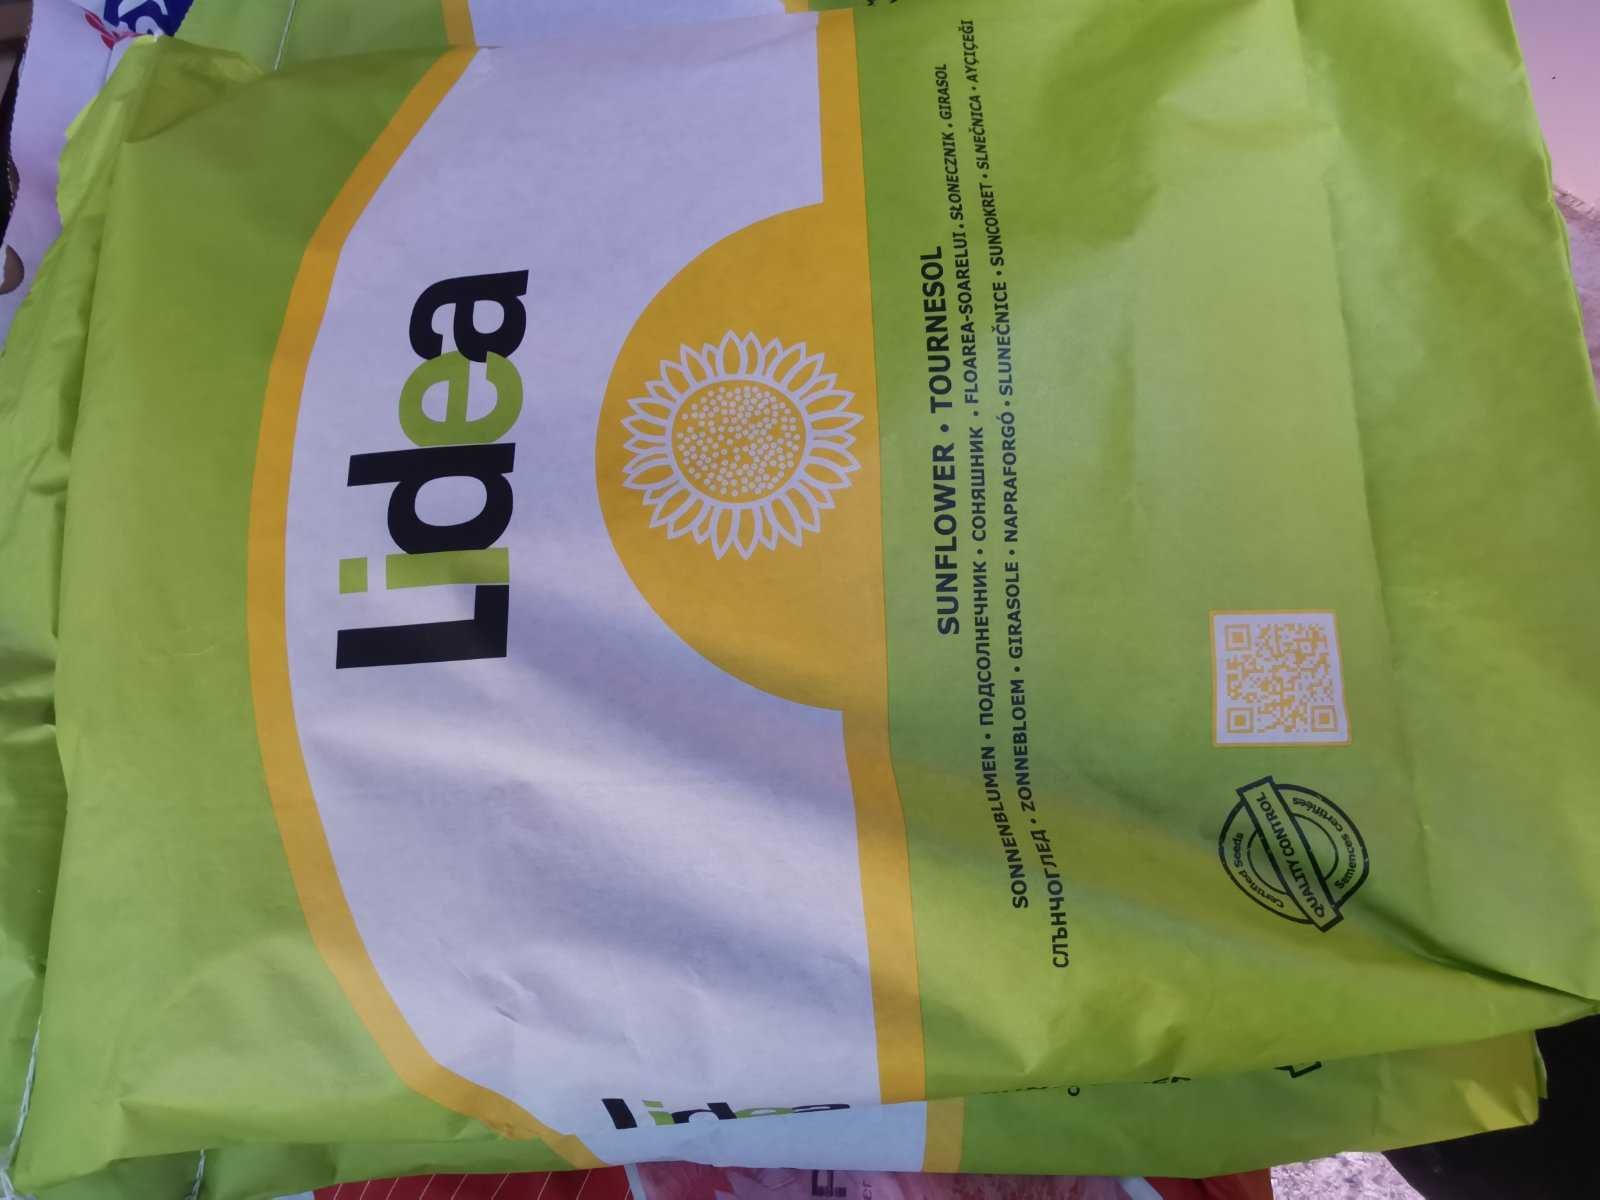 Lidea
SUNFLOWER • TOURNESOL
SONNENBLUMEN • ПОДСОЛНЕЧНИК • СОНЯШНИК • FLOAREA-SOARELUI • SŁONECZNIK • GIRASOL
СЛЪНЧОГЛЕД • ZONNEBLOEM • GIRASOLE • NAPRAFORGÓ • SLUNEČNICE • SUNCOKRET • SLNEČNICA • AYÇIÇEĞI
Certified Seeds
QUALITY CONTROL
Semences certifiées
Lidea